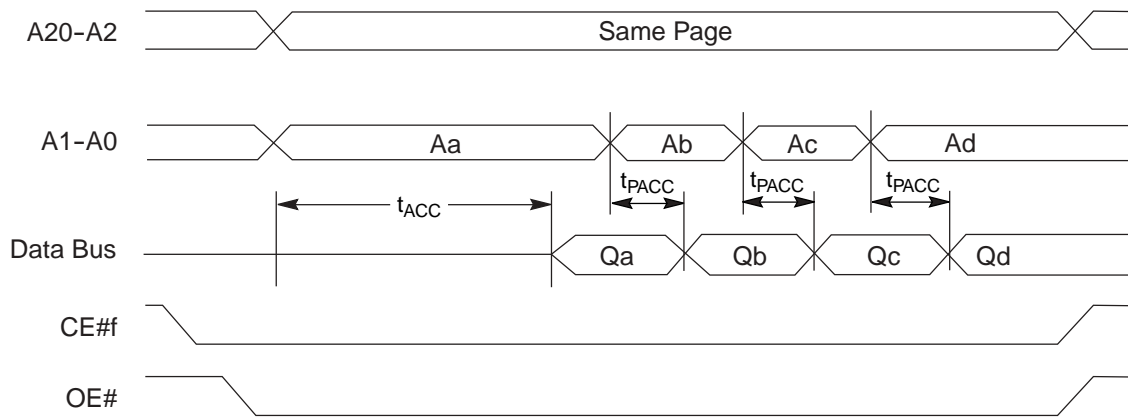 A20–A2 Same Page
A1–A0 Aa Ab Ac Ad
tACC tPACC tPACC tPACC
Data Bus Qa Qb Qc Qd
CE#f
OE#